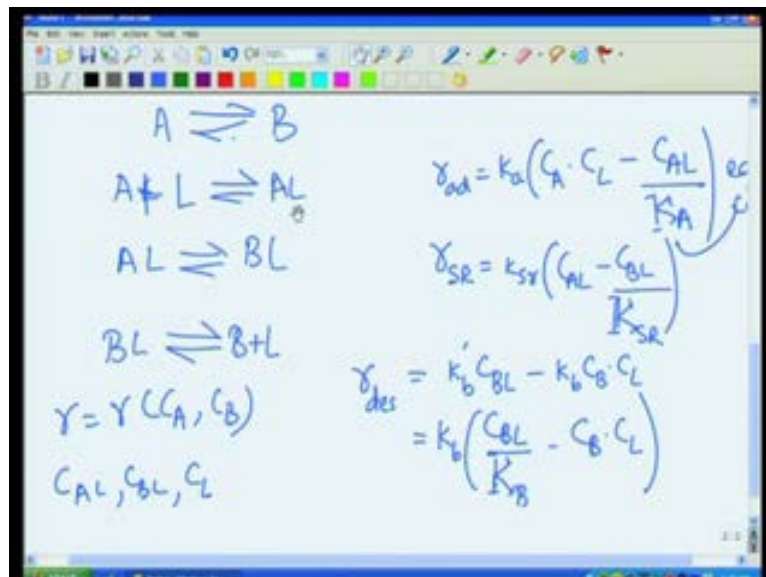 A ⇌ B
A + L ⇌ AL
AL ⇌ BL
BL ⇌ B+L
r = r (C_A, C_B)
C_AL, C_BL, C_L
r_ad = k_a (C_A · C_L − C_AL / K_A)
r_SR = k_sr (C_AL − C_BL / K_SR)
r_des = k_b' C_BL − k_b C_B · C_L
= k_b (C_BL / K_B − C_B · C_L)